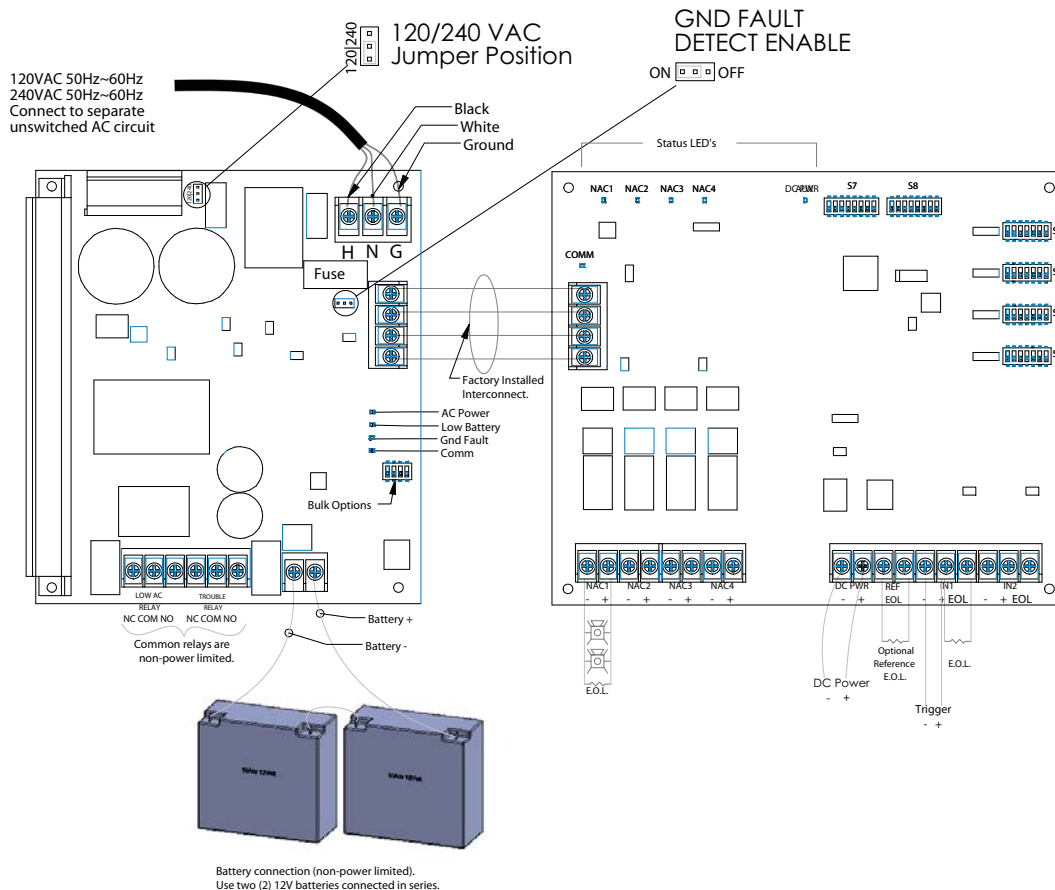 120/240 VAC
Jumper Position
120|240
GND FAULT
DETECT ENABLE
ON
OFF
120VAC 50Hz~60Hz
240VAC 50Hz~60Hz
Connect to separate
unswitched AC circuit
Black
White
Ground
H N G
Fuse
Factory Installed
Interconnect.
AC Power
Low Battery
Gnd Fault
Comm
Bulk Options
LOW AC
RELAY
NC COM NO
TROUBLE
RELAY
NC COM NO
Common relays are
non-power limited.
Battery +
Battery -
Battery connection (non-power limited).
Use two (2) 12V batteries connected in series.
Status LED's
NAC1 NAC2 NAC3 NAC4
S7 S8
COMM
NAC1 NAC2 NAC3 NAC4
- + - + - + - +
E.O.L.
DC PWR REF IN1 IN2
- + EOL - + EOL - + EOL
Optional
Reference
E.O.L.
E.O.L.
DC Power
- +
Trigger
- +